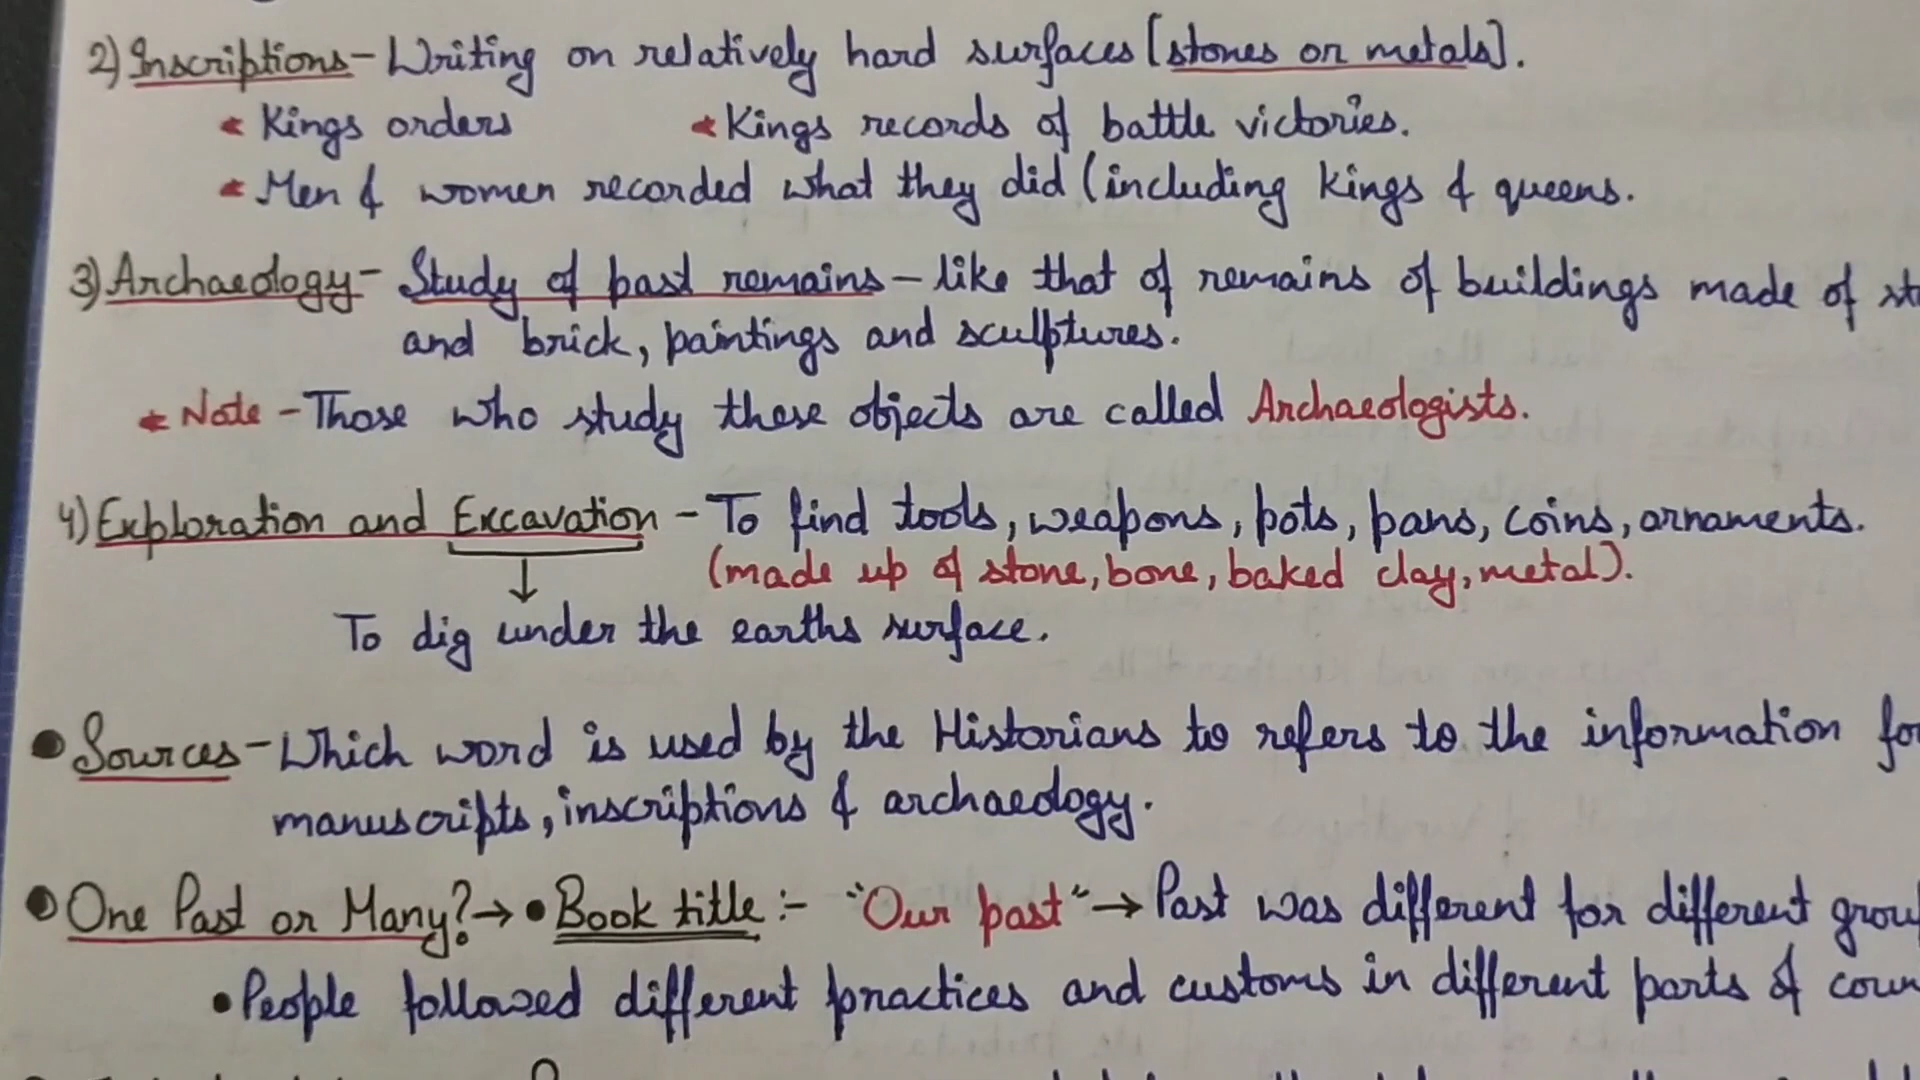 2) Inscriptions - Writing on relatively hard surfaces [stones or metals].
* Kings orders * Kings records of battle victories.
* Men & women recorded what they did (including kings & queens.
3) Archaeology - Study of past remains - like that of remains of buildings made of st
and brick, paintings and sculptures.
* Note - Those who study these objects are called Archaeologists.
4) Exploration and Excavation - To find tools, weapons, pots, pans, coins, ornaments.
(made up of stone, bone, baked clay, metal).
↓
To dig under the earths surface.
• Sources - Which word is used by the Historians to refers to the information fo
manuscripts, inscriptions & archaeology.
• One Past or Many? → • Book title :- "Our past" → Past was different for different grou
• People followed different practices and customs in different parts of coun